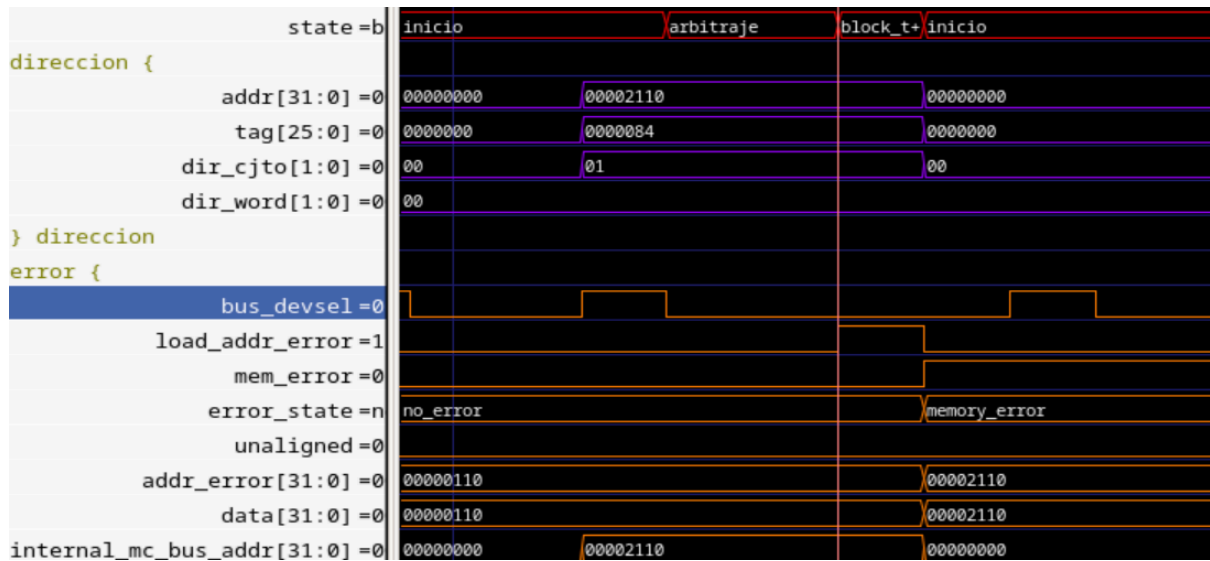 state =b inicio arbitraje block_t+ inicio
direccion {
addr[31:0] =0 00000000 00002110 00000000
tag[25:0] =0 0000000 0000084 0000000
dir_cjto[1:0] =0 00 01 00
dir_word[1:0] =0 00
} direccion
error {
bus_devsel =0
load_addr_error =1
mem_error =0
error_state =n no_error memory_error
unaligned =0
addr_error[31:0] =0 00000110 00002110
data[31:0] =0 00000110 00002110
internal_mc_bus_addr[31:0] =0 00000000 00002110 00000000